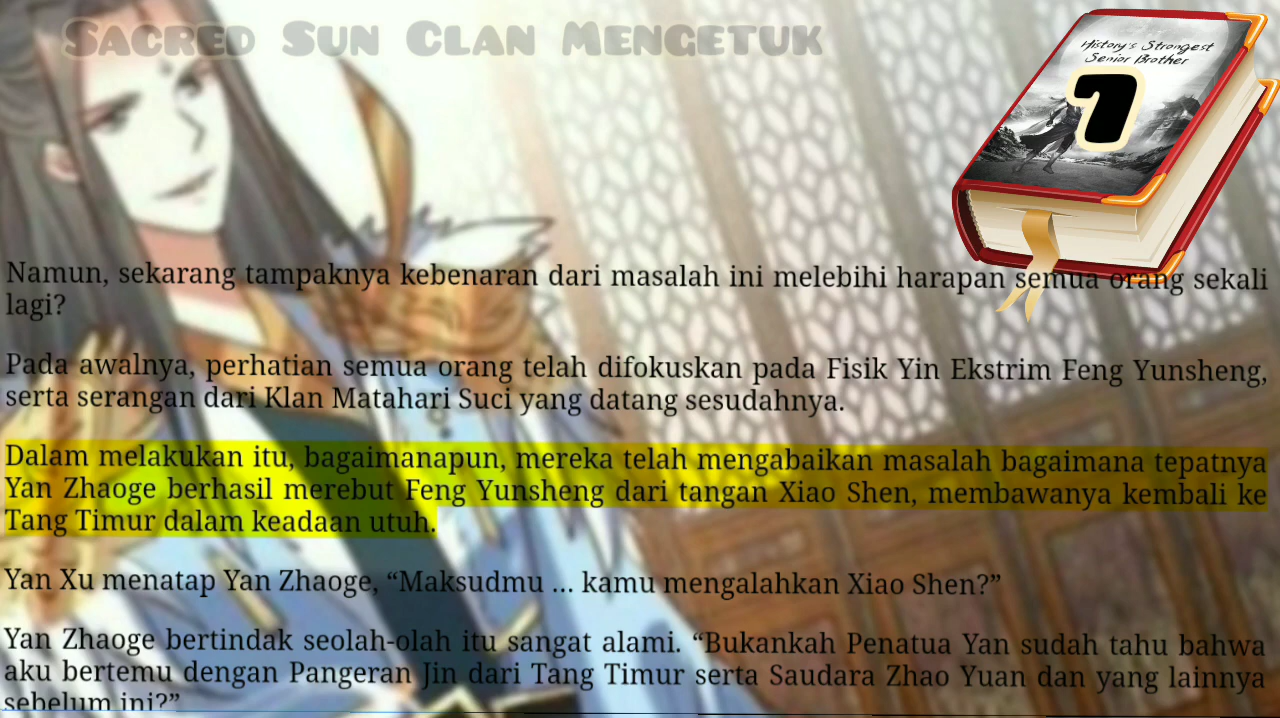 Sacred Sun Clan Mengetuk
History's Strongest
Senior Brother
7
Namun, sekarang tampaknya kebenaran dari masalah ini melebihi harapan semua orang sekali
lagi?
Pada awalnya, perhatian semua orang telah difokuskan pada Fisik Yin Ekstrim Feng Yunsheng,
serta serangan dari Klan Matahari Suci yang datang sesudahnya.
Dalam melakukan itu, bagaimanapun, mereka telah mengabaikan masalah bagaimana tepatnya
Yan Zhaoge berhasil merebut Feng Yunsheng dari tangan Xiao Shen, membawanya kembali ke
Tang Timur dalam keadaan utuh.
Yan Xu menatap Yan Zhaoge, “Maksudmu ... kamu mengalahkan Xiao Shen?”
Yan Zhaoge bertindak seolah-olah itu sangat alami. “Bukankah Penatua Yan sudah tahu bahwa
aku bertemu dengan Pangeran Jin dari Tang Timur serta Saudara Zhao Yuan dan yang lainnya
sebelum ini?”